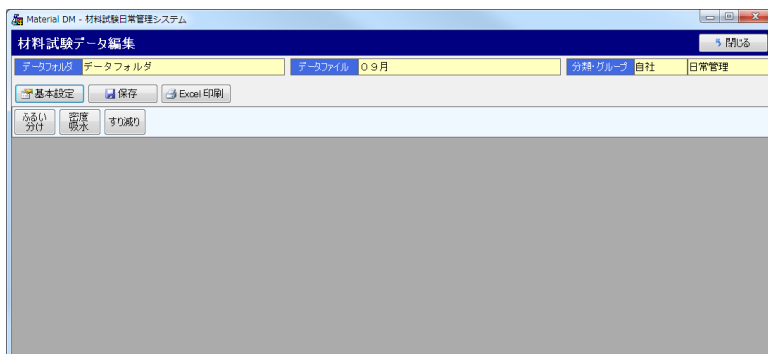 Material DM - 材料試験日常管理システム
材料試験データ編集 閉じる
データフォルダ データフォルダ データファイル 09月 分類・グループ 自社 日常管理
基本設定 保存 Excel 印刷
ふるい 密度 すり減り
分け 吸水